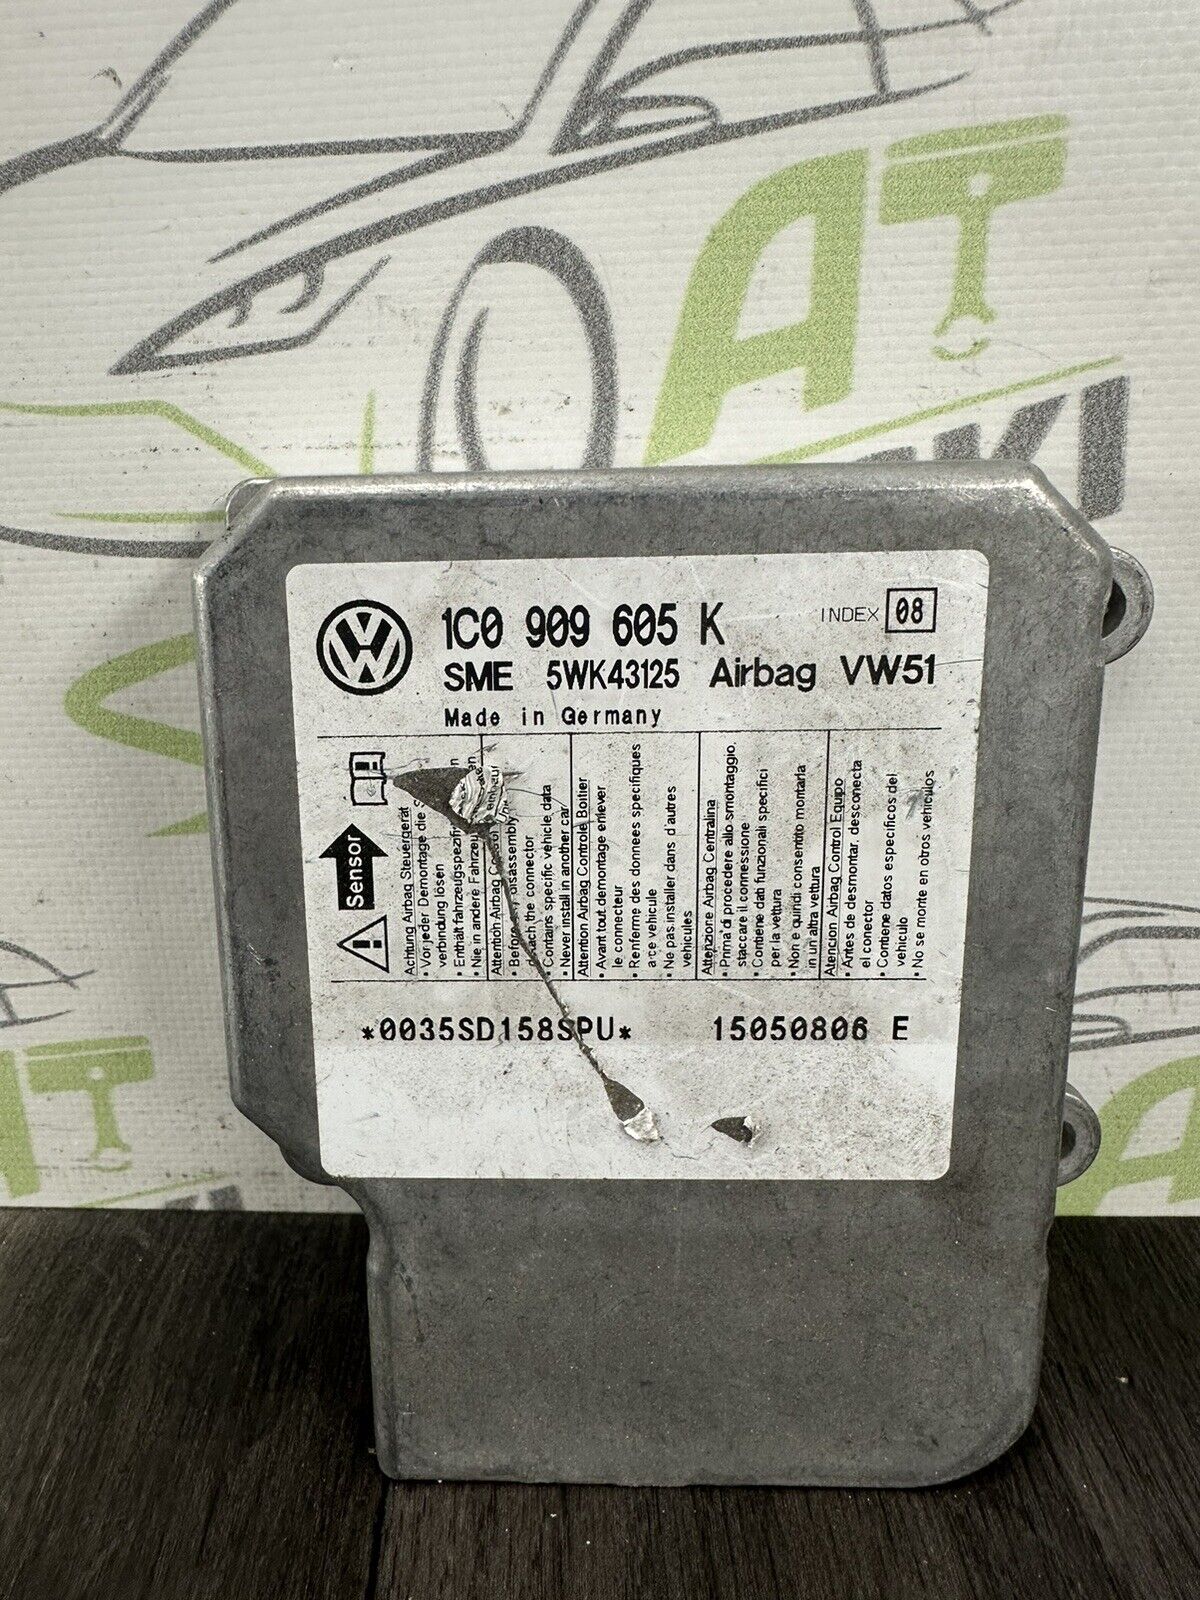 AT
1C0 909 605 K
INDEX 08
SME 5WK43125 Airbag VW51
Made in Germany
Sensor
Achtung Airbag Steuergerät
• Vor jeder Demontage die
verbindung lösen
• Enthält fahrzeugspezifi
• Nie in andere Fahrzeu
Attention Airbag
• Before disassembly
the connector
• Contains specific vehicle data
• Never install in another car
Attention Airbag Controle Boitier
• Avant tout demontage enlever
le connecteur
• Renferme des données specifiques
a ce vehicule
• Ne pas installer dans d'autres
vehicules
Attenzione Airbag Centralina
• Prima di procedere allo smontaggio,
staccare il connessione
• Contiene dati funzionali specifici
per la vettura
• Non e quindi consentito montarla
in un altra vettura
Atencion Airbag Control Equipo
• Antes de desmontar, desconecta
el conector
• Contiene datos especificos del
vehiculo
• No se monte en otros vehiculos
*0035SD158SPU* 15050806 E
AT